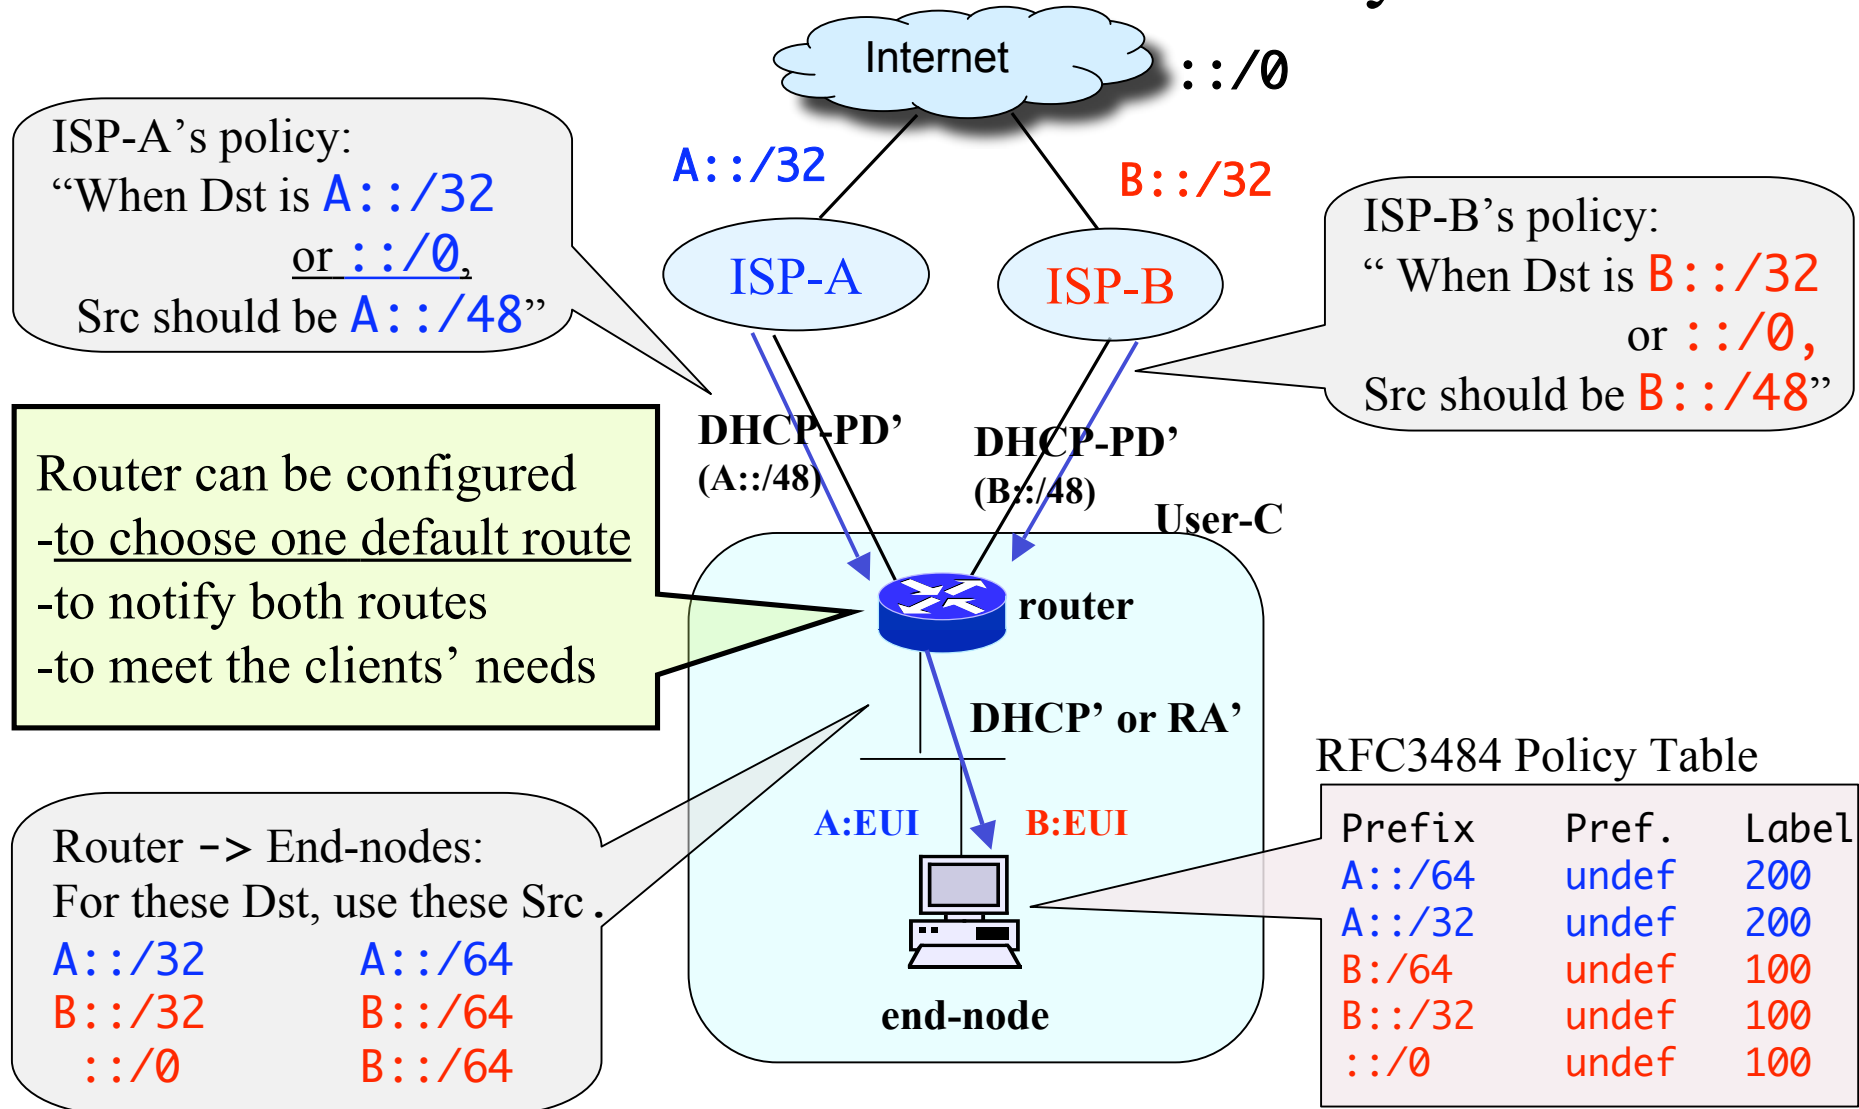 Internet
::/0
ISP-A’s policy:
“When Dst is A::/32
or ::/0,
Src should be A::/48”
A::/32
B::/32
ISP-B’s policy:
“ When Dst is B::/32
or ::/0,
Src should be B::/48”
ISP-A
ISP-B
DHCP-PD’
(A::/48)
DHCP-PD’
(B::/48)
Router can be configured
-to choose one default route
-to notify both routes
-to meet the clients’ needs
User-C
router
DHCP’ or RA’
A:EUI
B:EUI
end-node
Router -> End-nodes:
For these Dst, use these Src.
A::/32 A::/64
B::/32 B::/64
::/0 B::/64
RFC3484 Policy Table
Prefix Pref. Label
A::/64 undef 200
A::/32 undef 200
B:/64 undef 100
B::/32 undef 100
::/0 undef 100